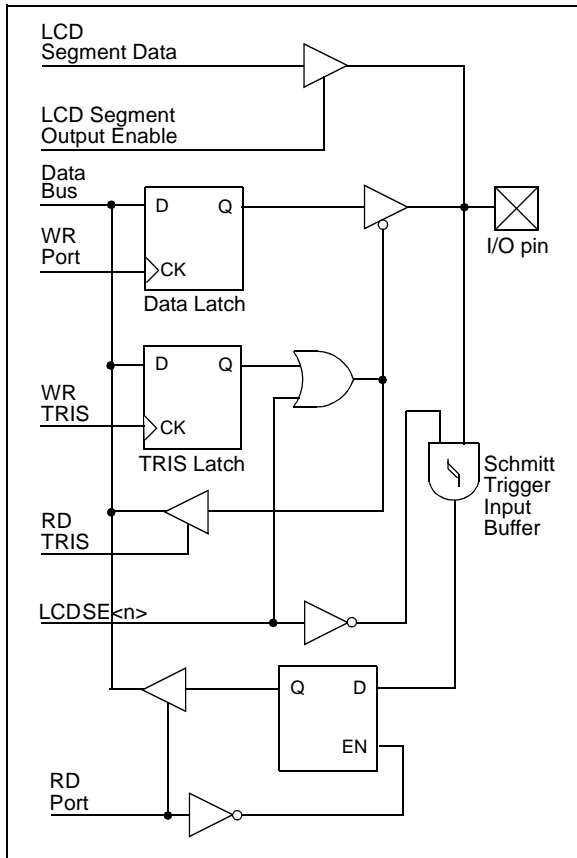 LCD
Segment Data
LCD Segment
Output Enable
Data
Bus
D
Q
WR
Port
CK
I/O pin
Data Latch
D
Q
WR
TRIS
CK
TRIS Latch
Schmitt
Trigger
Input
Buffer
RD
TRIS
LCDSE<n>
Q
D
EN
RD
Port